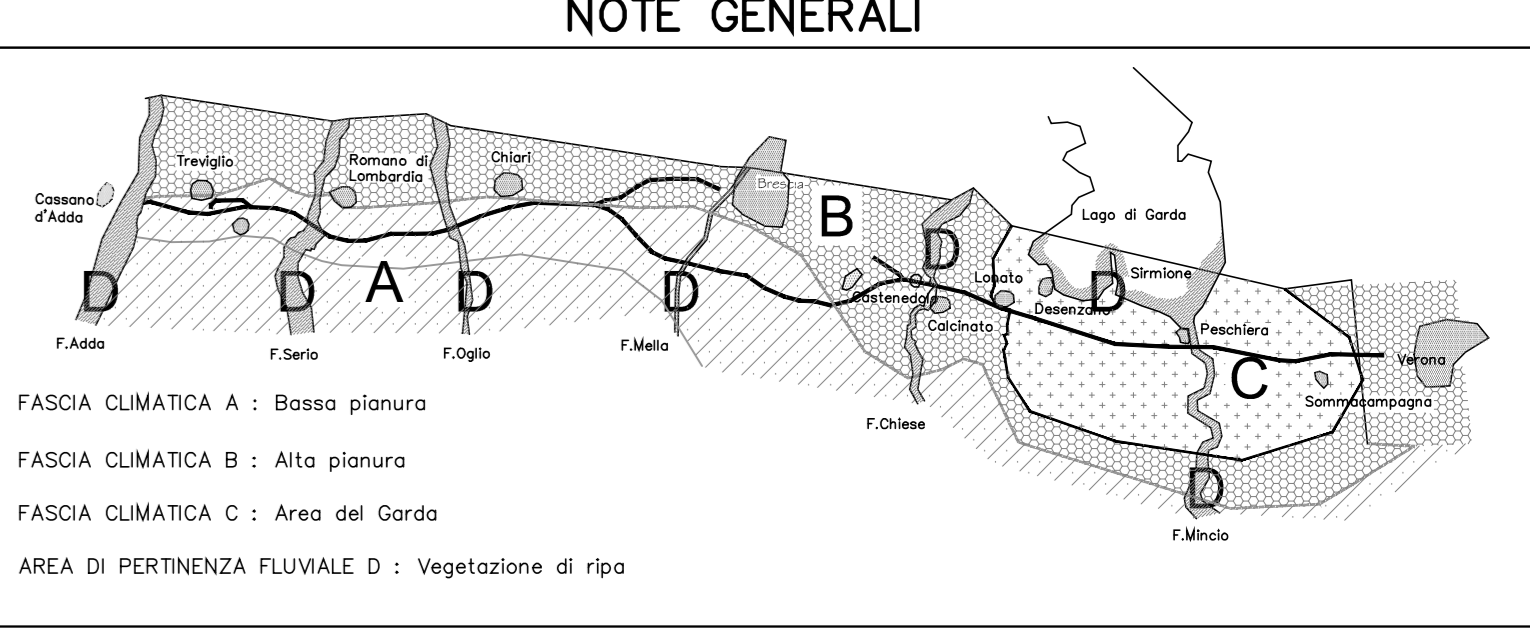 NOTE GENERALI
Treviglio
Romano di
Lombardia
Chiari
Brescia
Cassano
d'Adda
B
Lago di Garda
D
Sirmione
Lonato
D
A
D
D
D
D
D
Castenedolo
Desenzano
Calcinato
Peschiera
F.Adda
F.Serio
F.Oglio
F.Mella
Verona
C
Sommacampagna
F.Chiese
D
F.Mincio
FASCIA CLIMATICA A : Bassa pianura
FASCIA CLIMATICA B : Alta pianura
FASCIA CLIMATICA C : Area del Garda
AREA DI PERTINENZA FLUVIALE D : Vegetazione di ripa